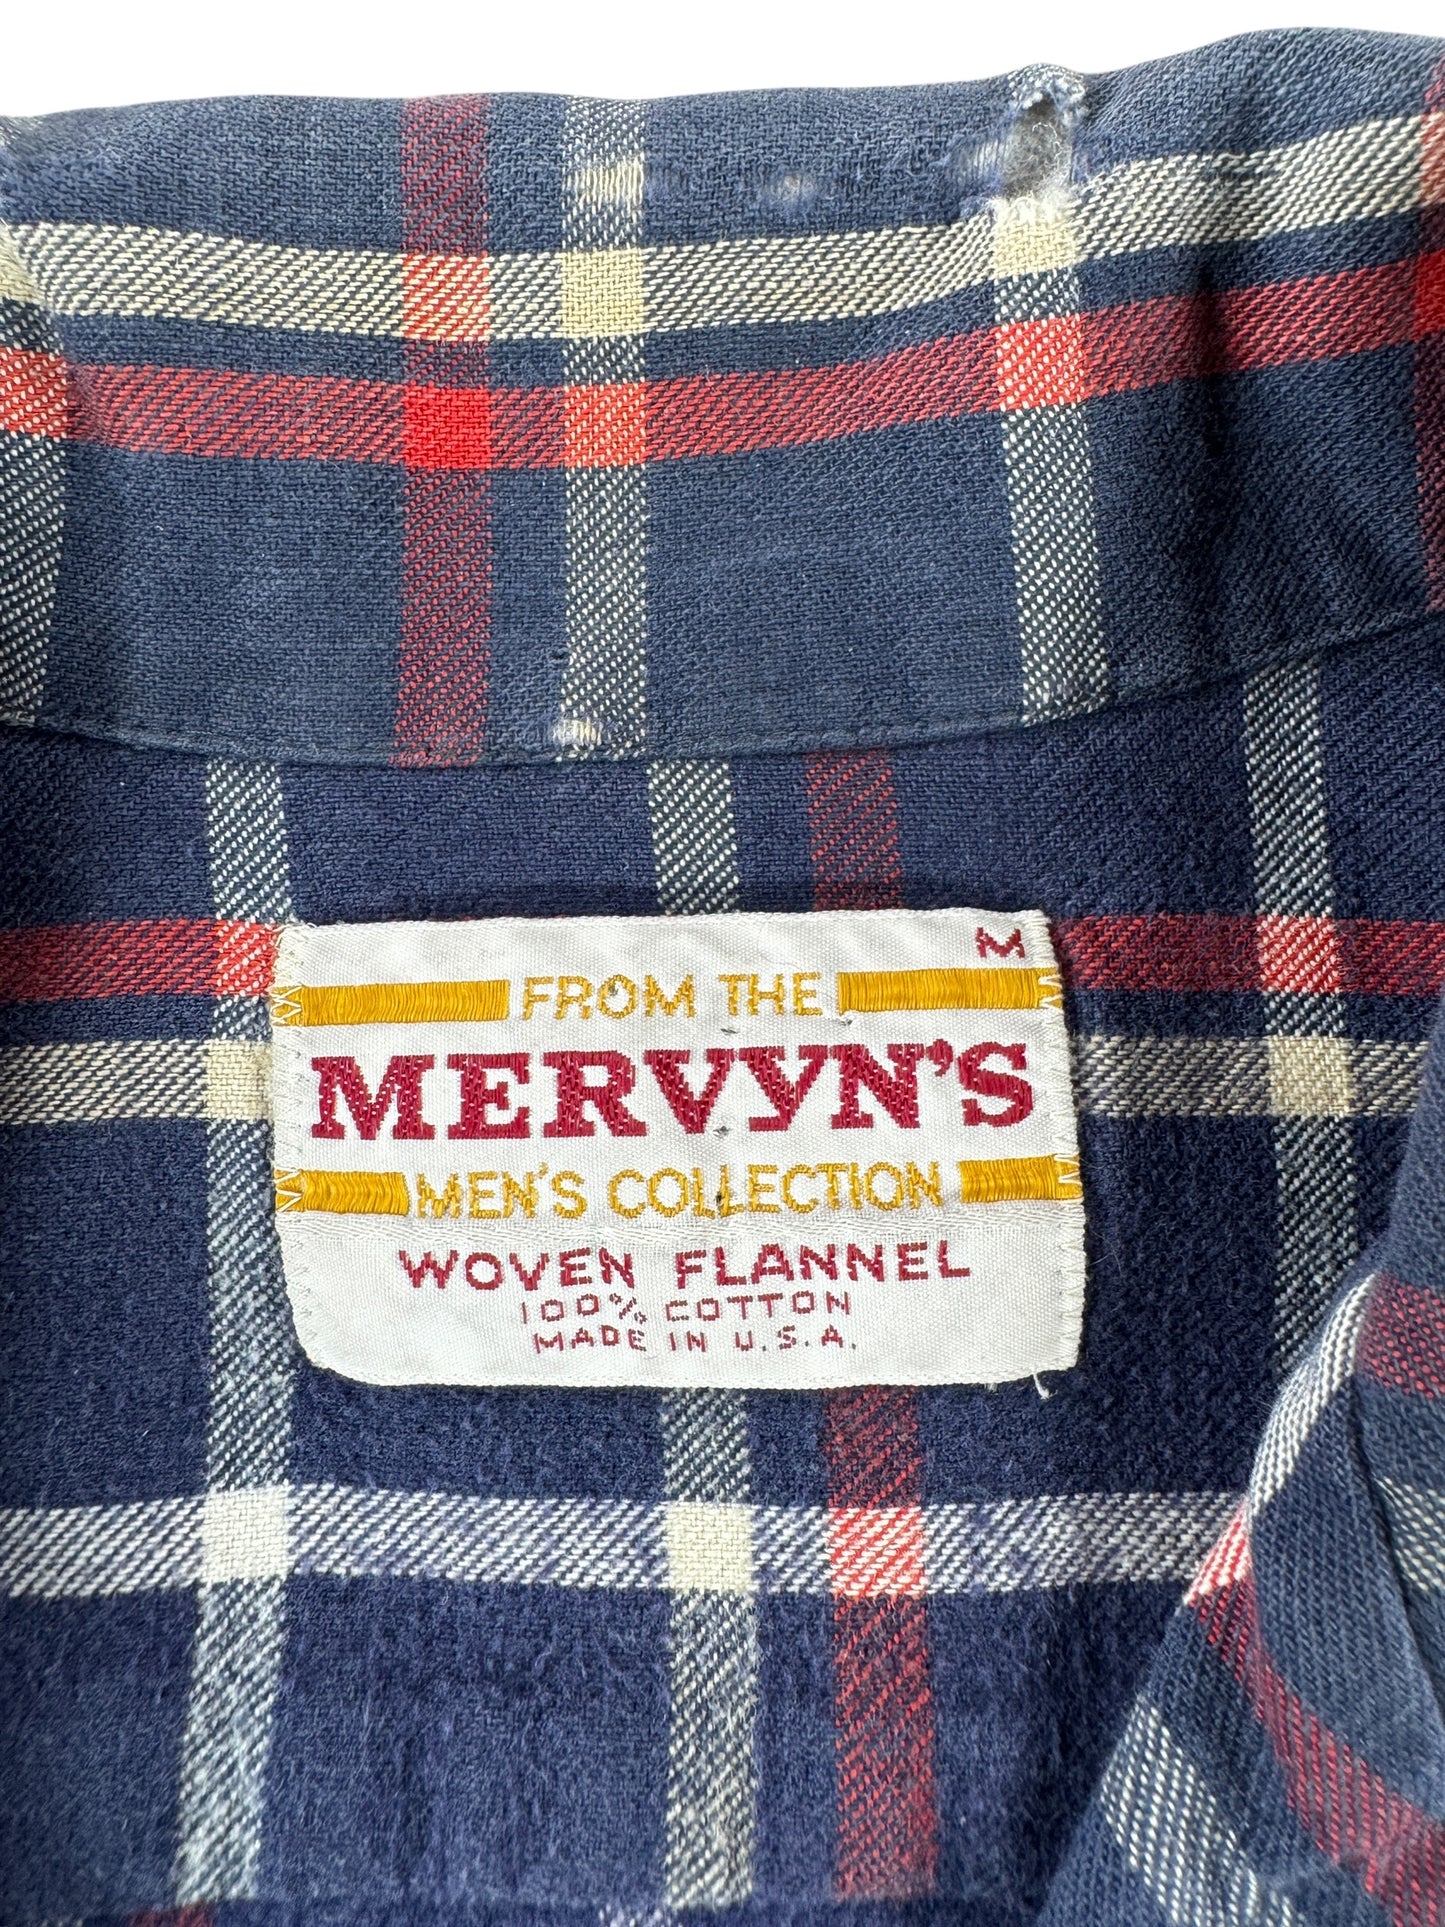 M
FROM THE
MERVYN'S
MEN'S COLLECTION
WOVEN FLANNEL
100% COTTON
MADE IN U.S.A.